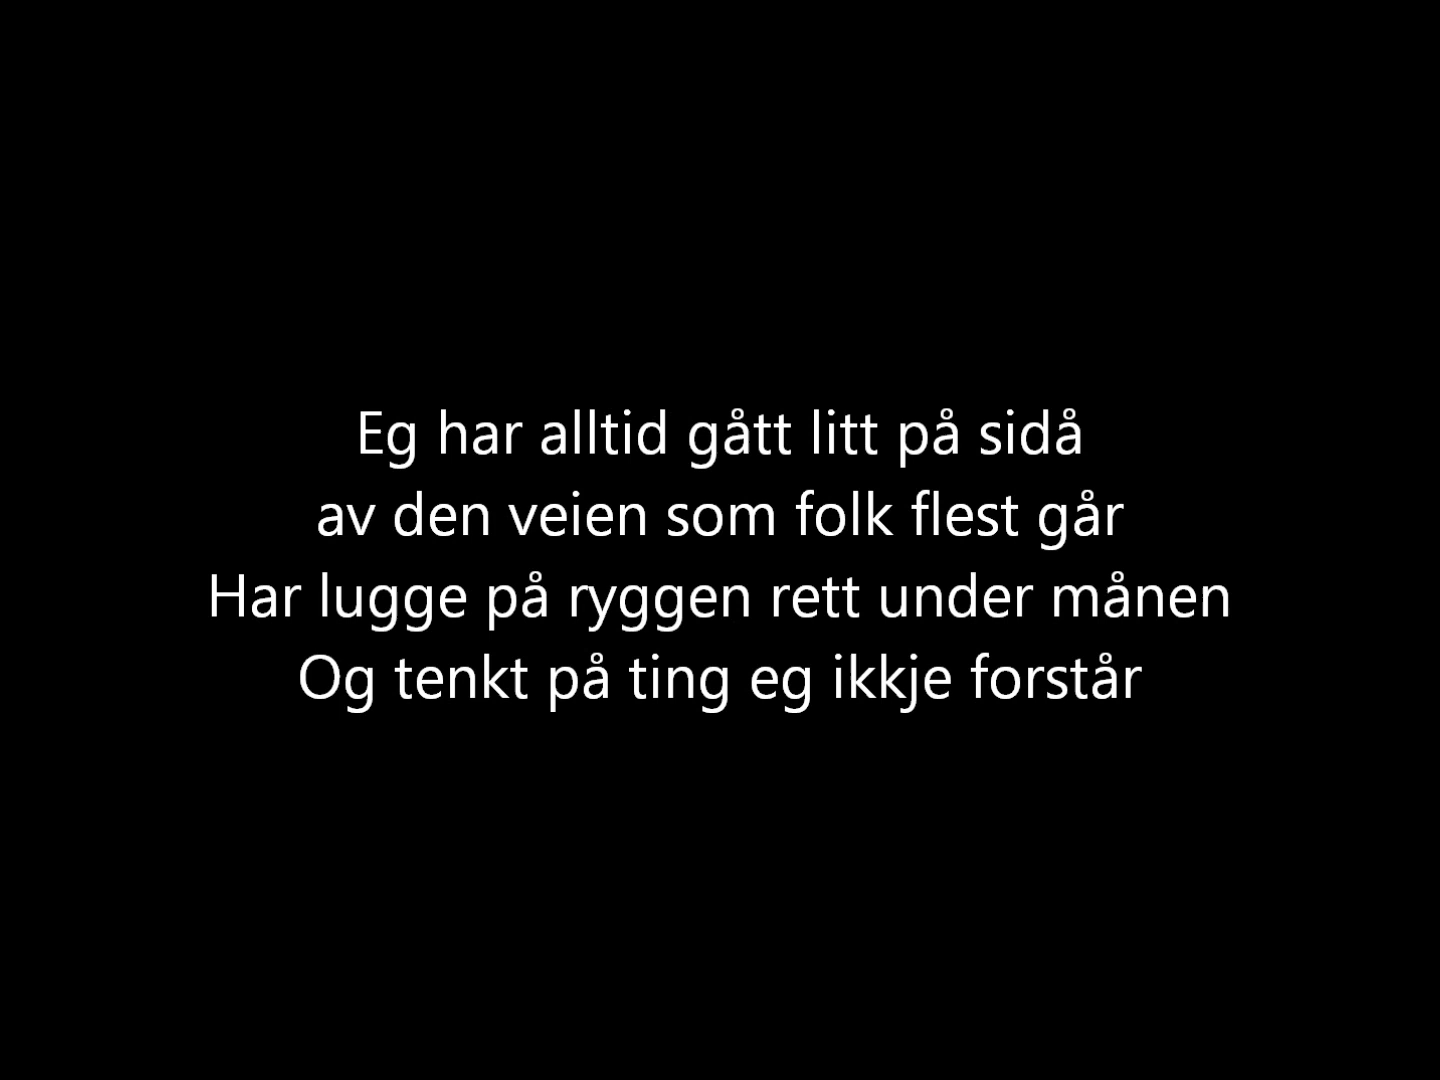 Eg har alltid gått litt på sidå
av den veien som folk flest går
Har lugge på ryggen rett under månen
Og tenkt på ting eg ikkje forstår